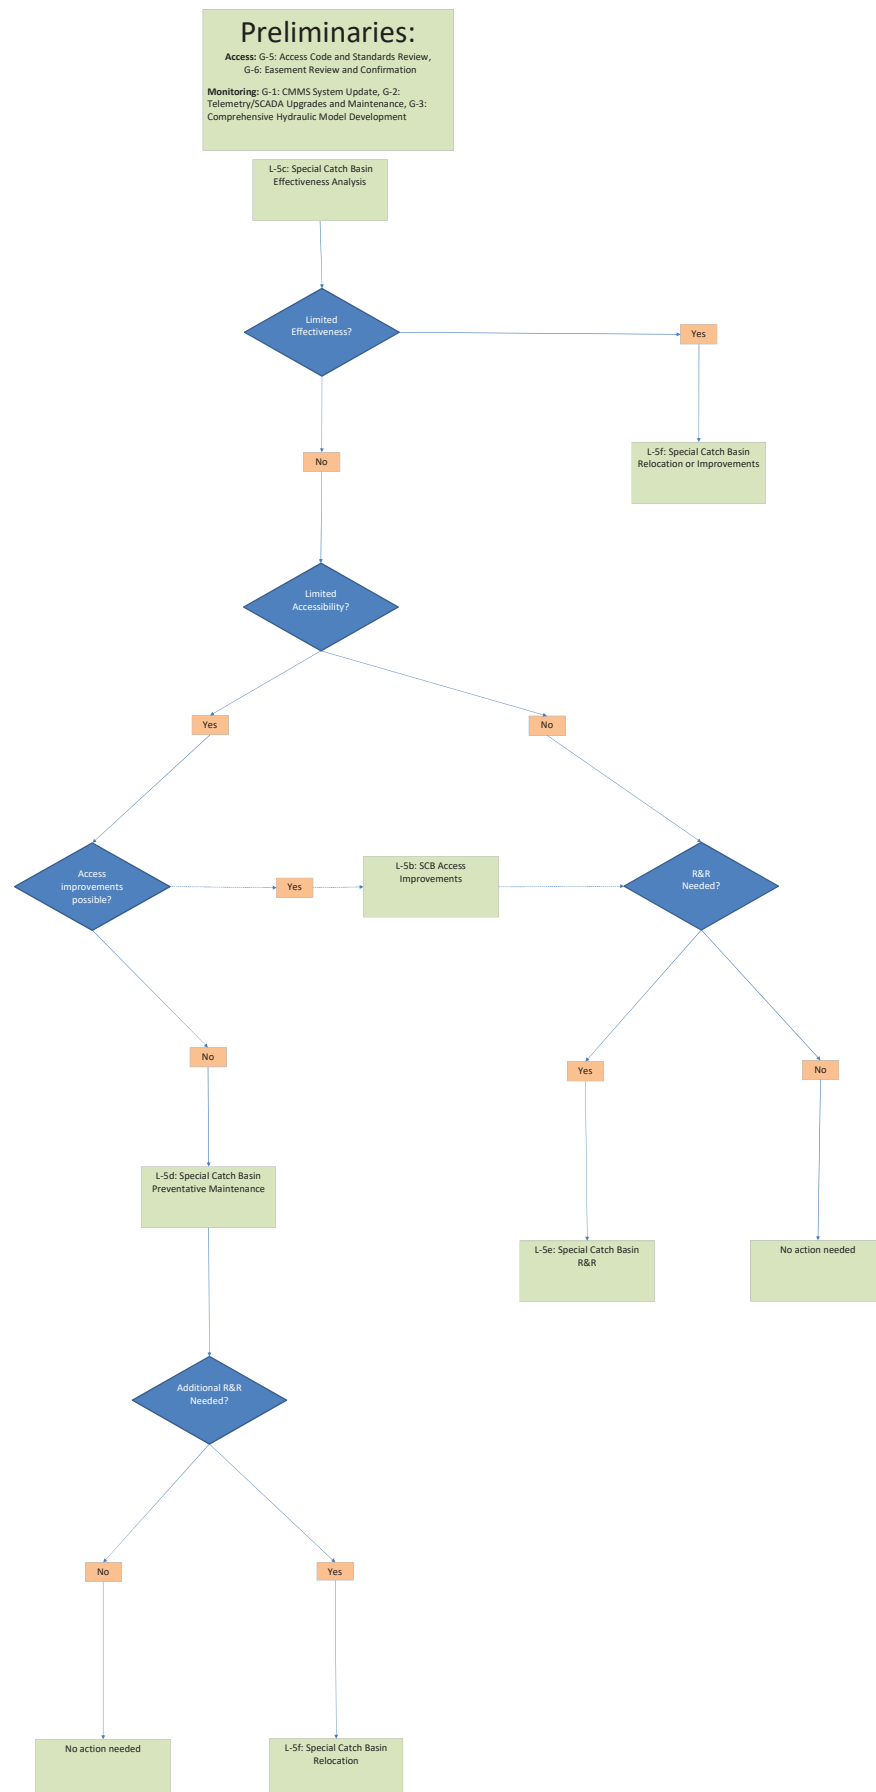 Preliminaries:
Access: G-5: Access Code and Standards Review,
G-6: Easement Review and Confirmation
Monitoring: G-1: CMMS System Update, G-2:
Telemetry/SCADA Upgrades and Maintenance, G-3:
Comprehensive Hydraulic Model Development
L-5c: Special Catch Basin
Effectiveness Analysis
Limited
Effectiveness?
Yes
No
L-5f: Special Catch Basin
Relocation or Improvements
Limited
Accessibility?
Yes
No
Access
improvements
possible?
Yes
L-5b: SCB Access
Improvements
R&R
Needed?
No
Yes
No
L-5d: Special Catch Basin
Preventative Maintenance
L-5e: Special Catch Basin
R&R
No action needed
Additional R&R
Needed?
No
Yes
No action needed
L-5f: Special Catch Basin
Relocation